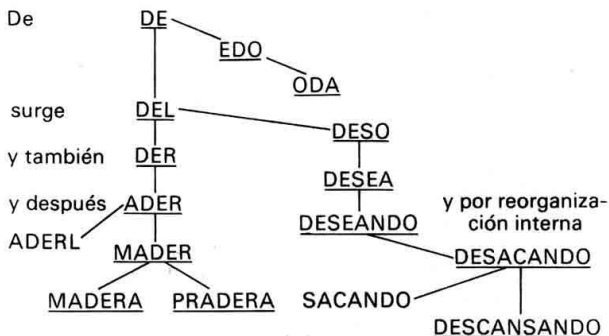 De DE
EDO
ODA
surge DEL
DESO
y también DER
DESEA
y después ADER y por reorganiza-
DESEANDO ción interna
ADERL
MADER DESACANDO
MADERA PRADERA SACANDO
DESCANSANDO